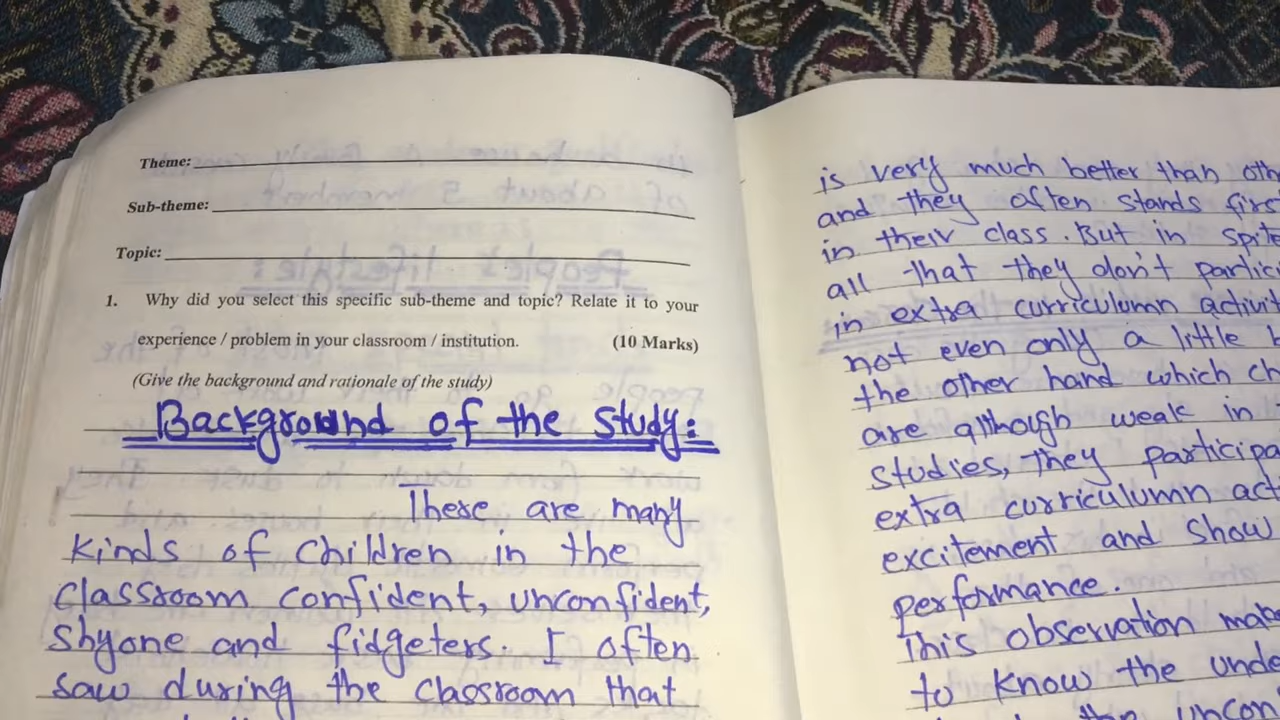 Theme:
Sub-theme:
Topic:
1. Why did you select this specific sub-theme and topic? Relate it to your
experience / problem in your classroom / institution. (10 Marks)
(Give the background and rationale of the study)
Background of the Study:
These are many
kinds of children in the
classroom confident, unconfident,
shyone and fidgeters. I often
saw during the classroom that
is very much better than
and they often stands
in their class. But in
all that they don't
in extra curriculumn
not even only a little
the other hand which
are although weak in
studies, they
extra curriculumn
excitement and show
performance.
This observation
to know the